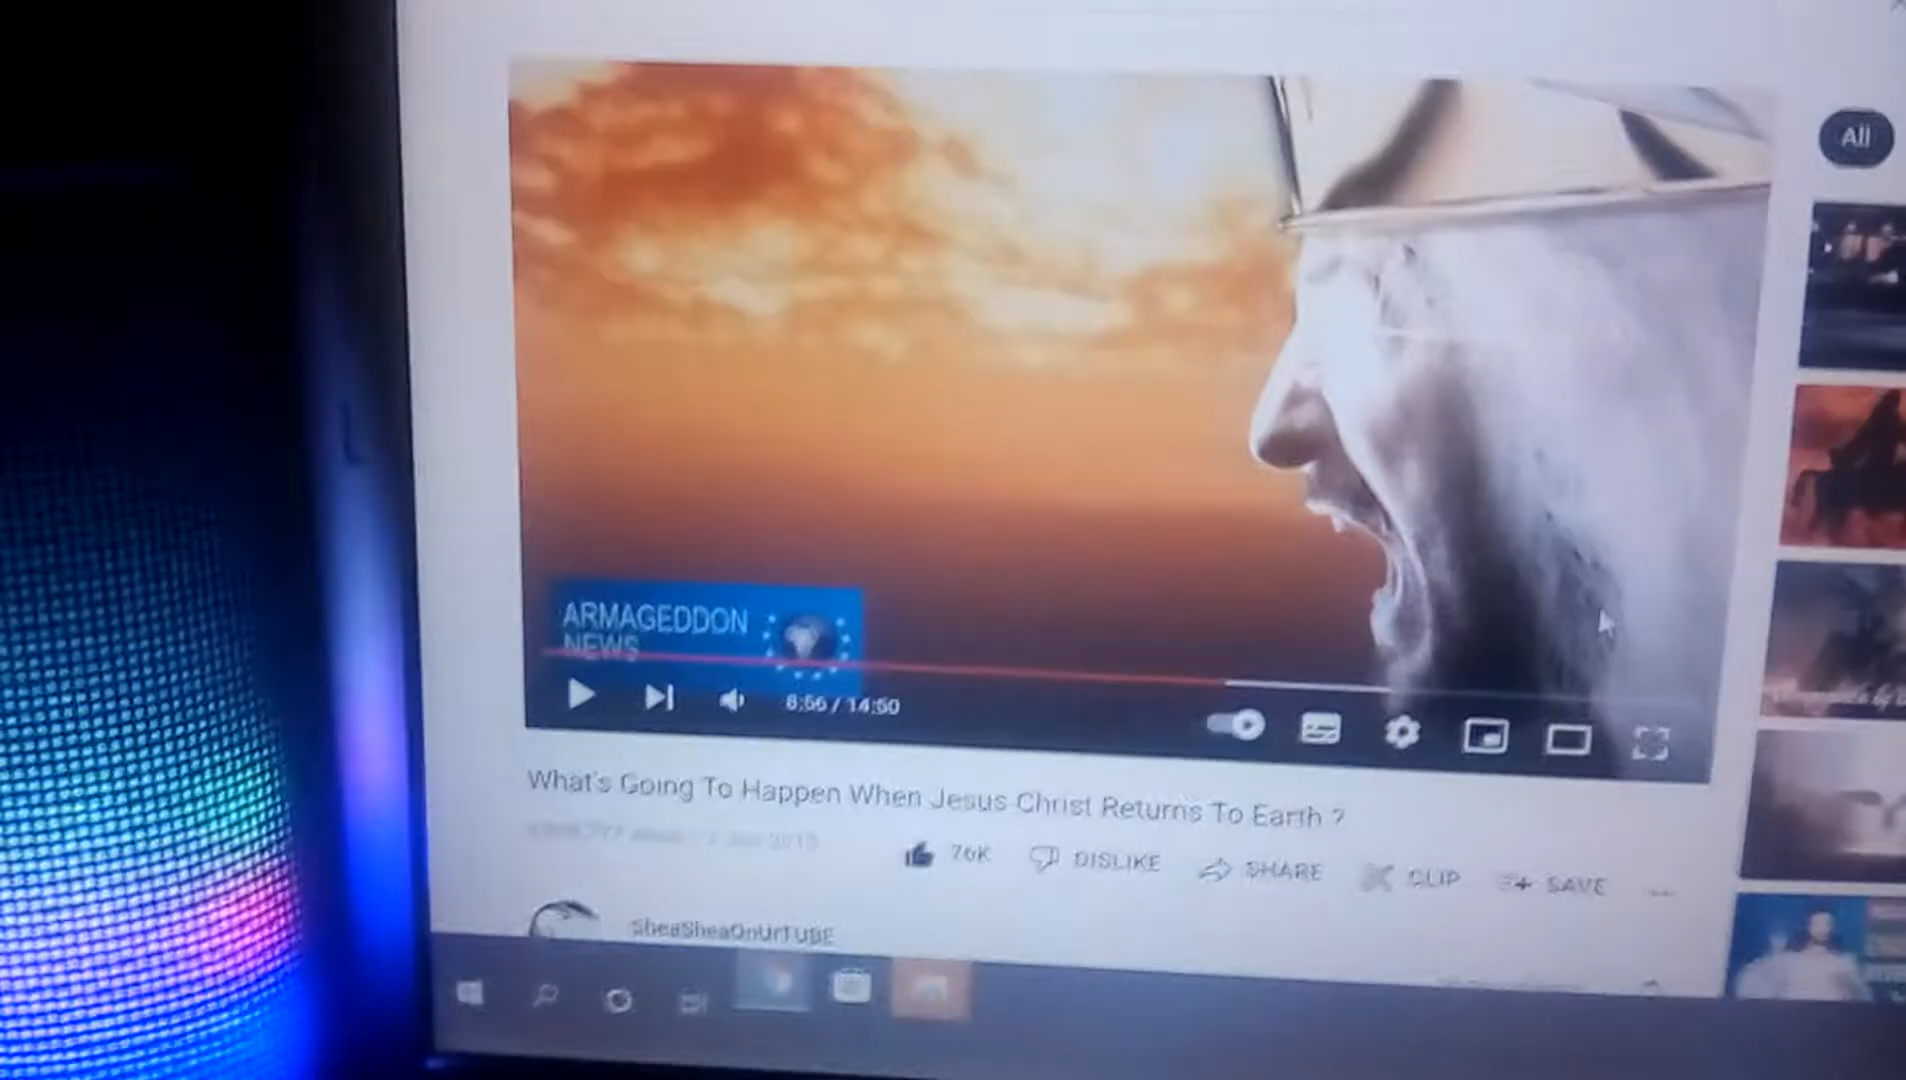 All
ARMAGEDDON
NEWS
8:56 / 14:50
What's Going To Happen When Jesus Christ Returns To Earth ?
76K DISLIKE SHARE CLIP SAVE
SheaSheaOnUrTUBE